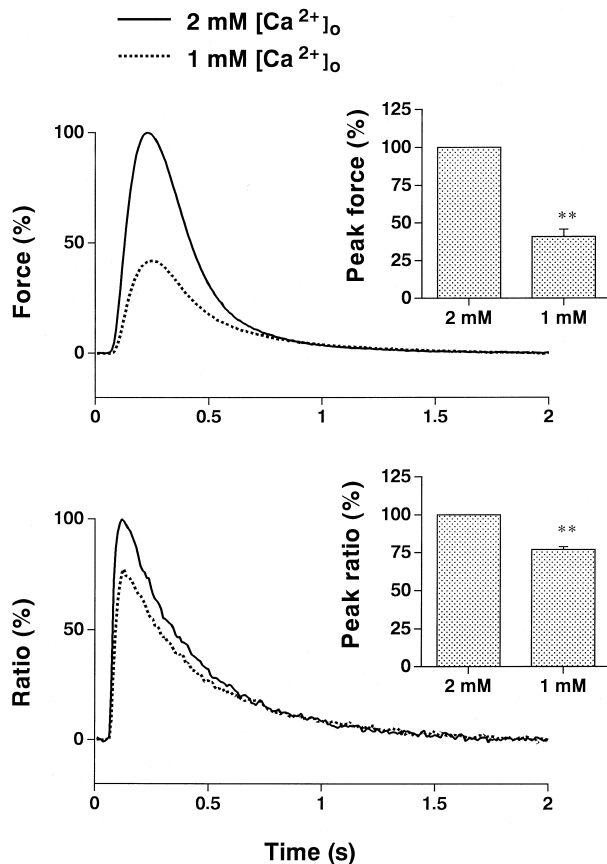 2 mM [Ca 2+]o
1 mM [Ca 2+]o
Force (%)
100
50
0
0
0.5
1
1.5
2
Peak force (%)
125
100
75
50
25
0
**
2 mM
1 mM
Ratio (%)
100
50
0
0
0.5
1
1.5
2
Peak ratio (%)
125
100
75
50
25
0
**
2 mM
1 mM
Time (s)